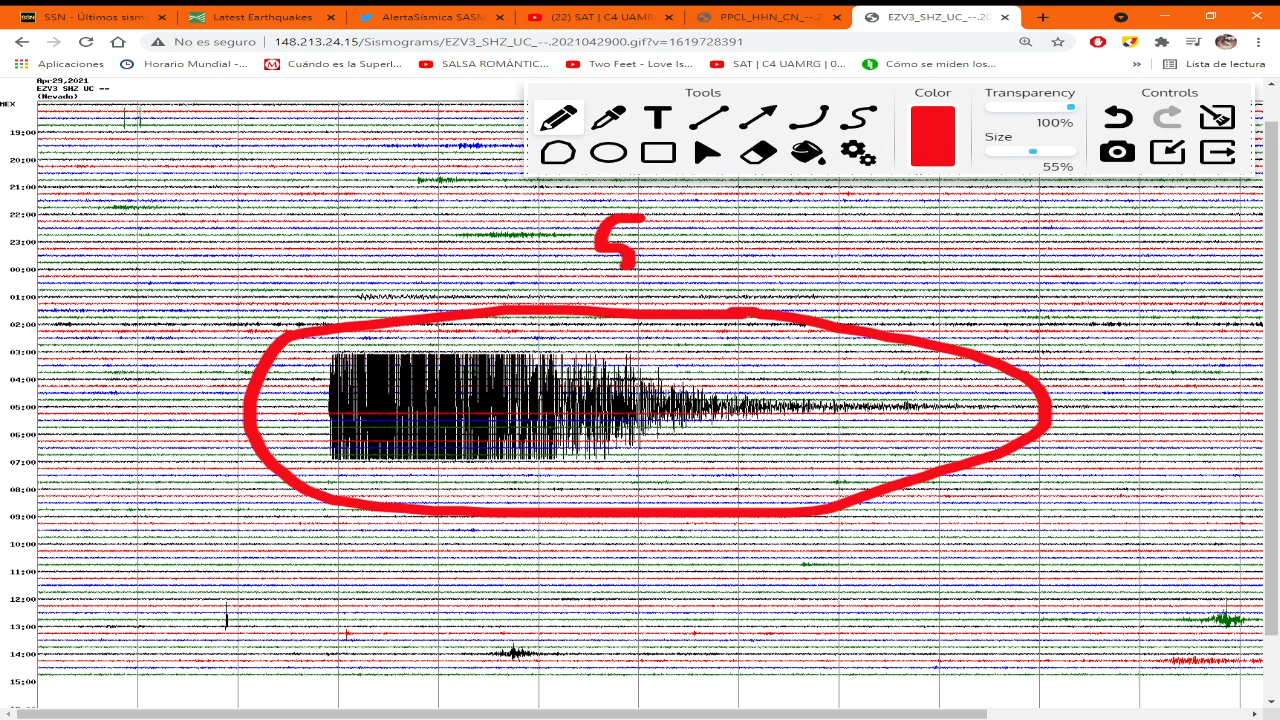 SSN - Últimos sism
Latest Earthquakes
AlertaSísmica SASM
(22) SAT | C4 UAMR
PPCL_HHN_CN_--.2
EZV3_SHZ_UC_--.20
No es seguro
148.213.24.15/Sismograms/EZV3_SHZ_UC_--.2021042900.gif?v=1619728391
Aplicaciones
Horario Mundial -...
Cuándo es la Superl...
SALSA ROMÁNTIC...
Two Feet - Love Is...
SAT | C4 UAMRG | 0...
Cómo se miden los...
»
Lista de lectura
Apr-29,2021
EZV3 SHZ UC --
(Nevado)
MEX
Tools
Color
Transparency
100%
Size
55%
Controls
19:00
20:00
21:00
22:00
23:00
00:00
01:00
02:00
03:00
04:00
05:00
06:00
07:00
08:00
09:00
10:00
11:00
12:00
13:00
14:00
15:00